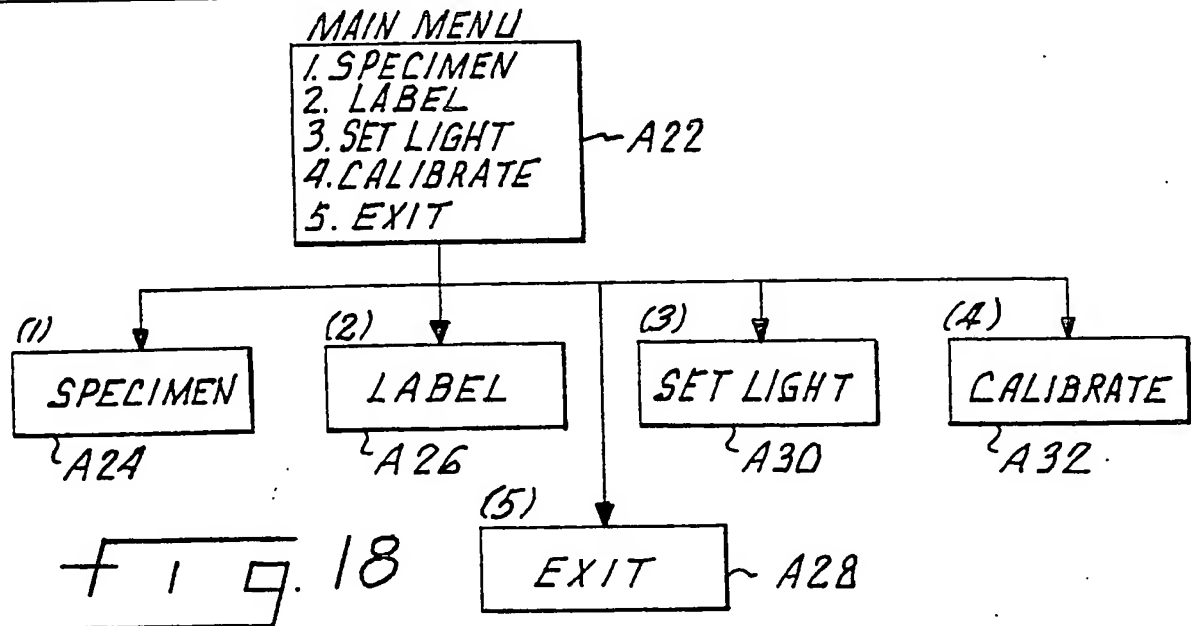 MAIN MENU
1. SPECIMEN
2. LABEL
3. SET LIGHT
4. CALIBRATE
5. EXIT
A22
(1)
SPECIMEN
A24
(2)
LABEL
A26
(3)
SET LIGHT
A30
(4)
CALIBRATE
A32
(5)
EXIT
A28
Fig. 18